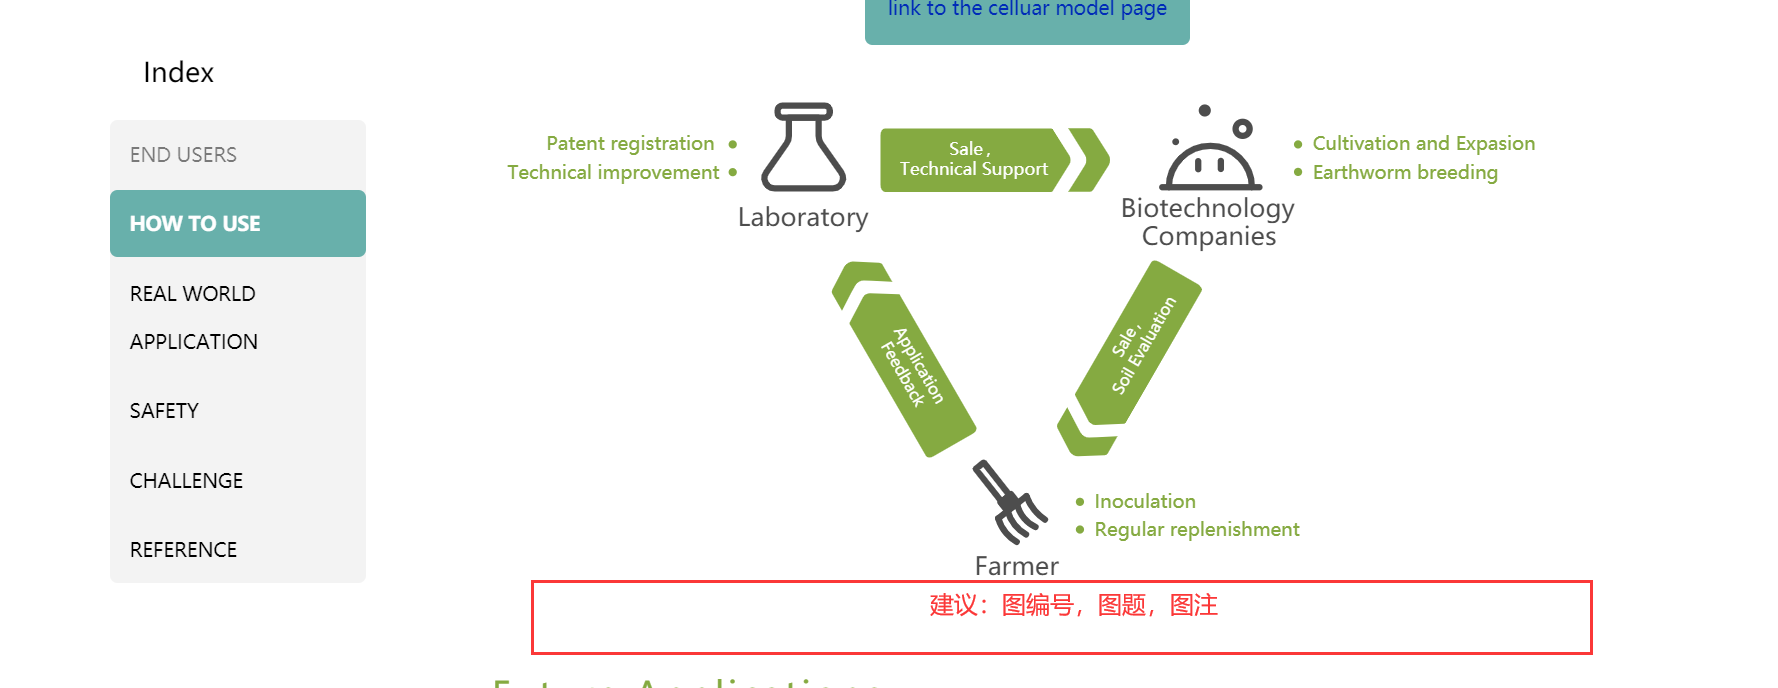 link to the celluar model page
Index
END USERS
HOW TO USE
REAL WORLD
APPLICATION
SAFETY
CHALLENGE
REFERENCE
Patent registration
Technical improvement
Laboratory
Sale,
Technical Support
Biotechnology
Companies
Cultivation and Expasion
Earthworm breeding
Application
Feedback
Sale,
Soil Evaluation
Inoculation
Regular replenishment
Farmer
建议：图编号，图题，图注
Future Applications